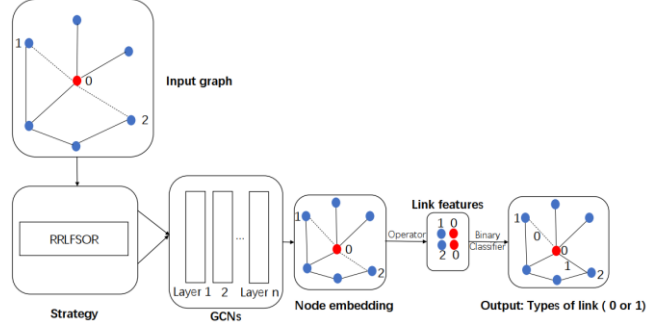 1
0
Input graph
2
RRLFSOR
Strategy
...
Layer 1 2 Layer n
GCNs
1
0
2
Node embedding
Operator
Link features
1 0
2 0
Binary
Classifier
1
0
0
1
2
Output: Types of link ( 0 or 1)